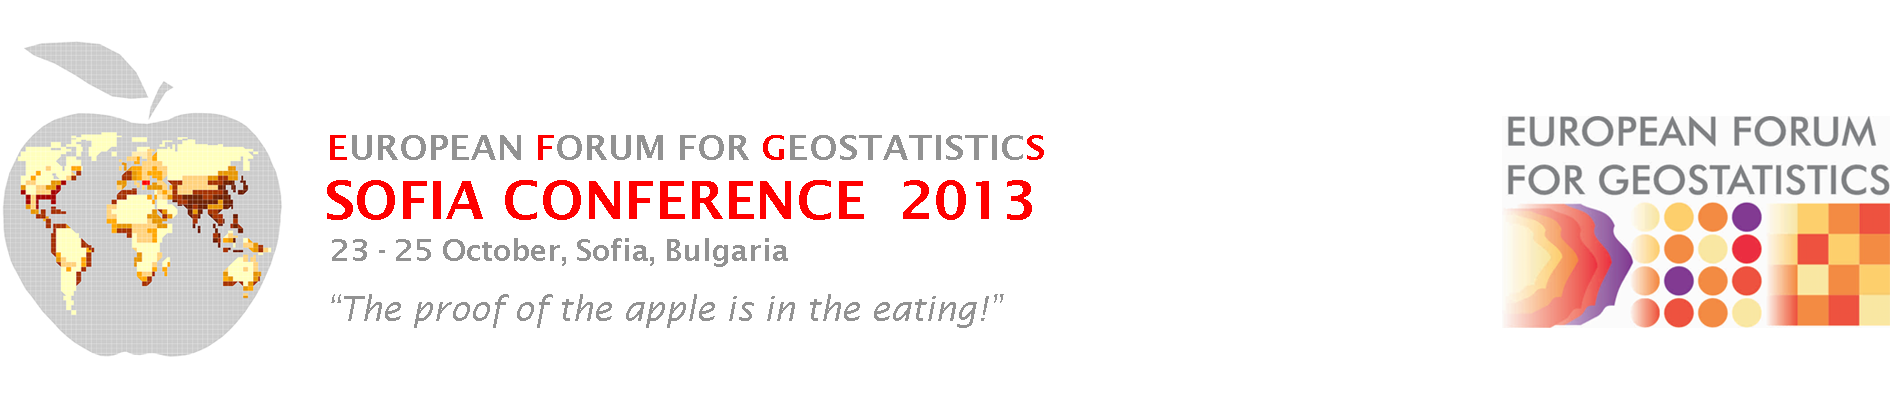 EUROPEAN FORUM FOR GEOSTATISTICS
SOFIA CONFERENCE 2013
23 - 25 October, Sofia, Bulgaria
“The proof of the apple is in the eating!”
EUROPEAN FORUM
FOR GEOSTATISTICS